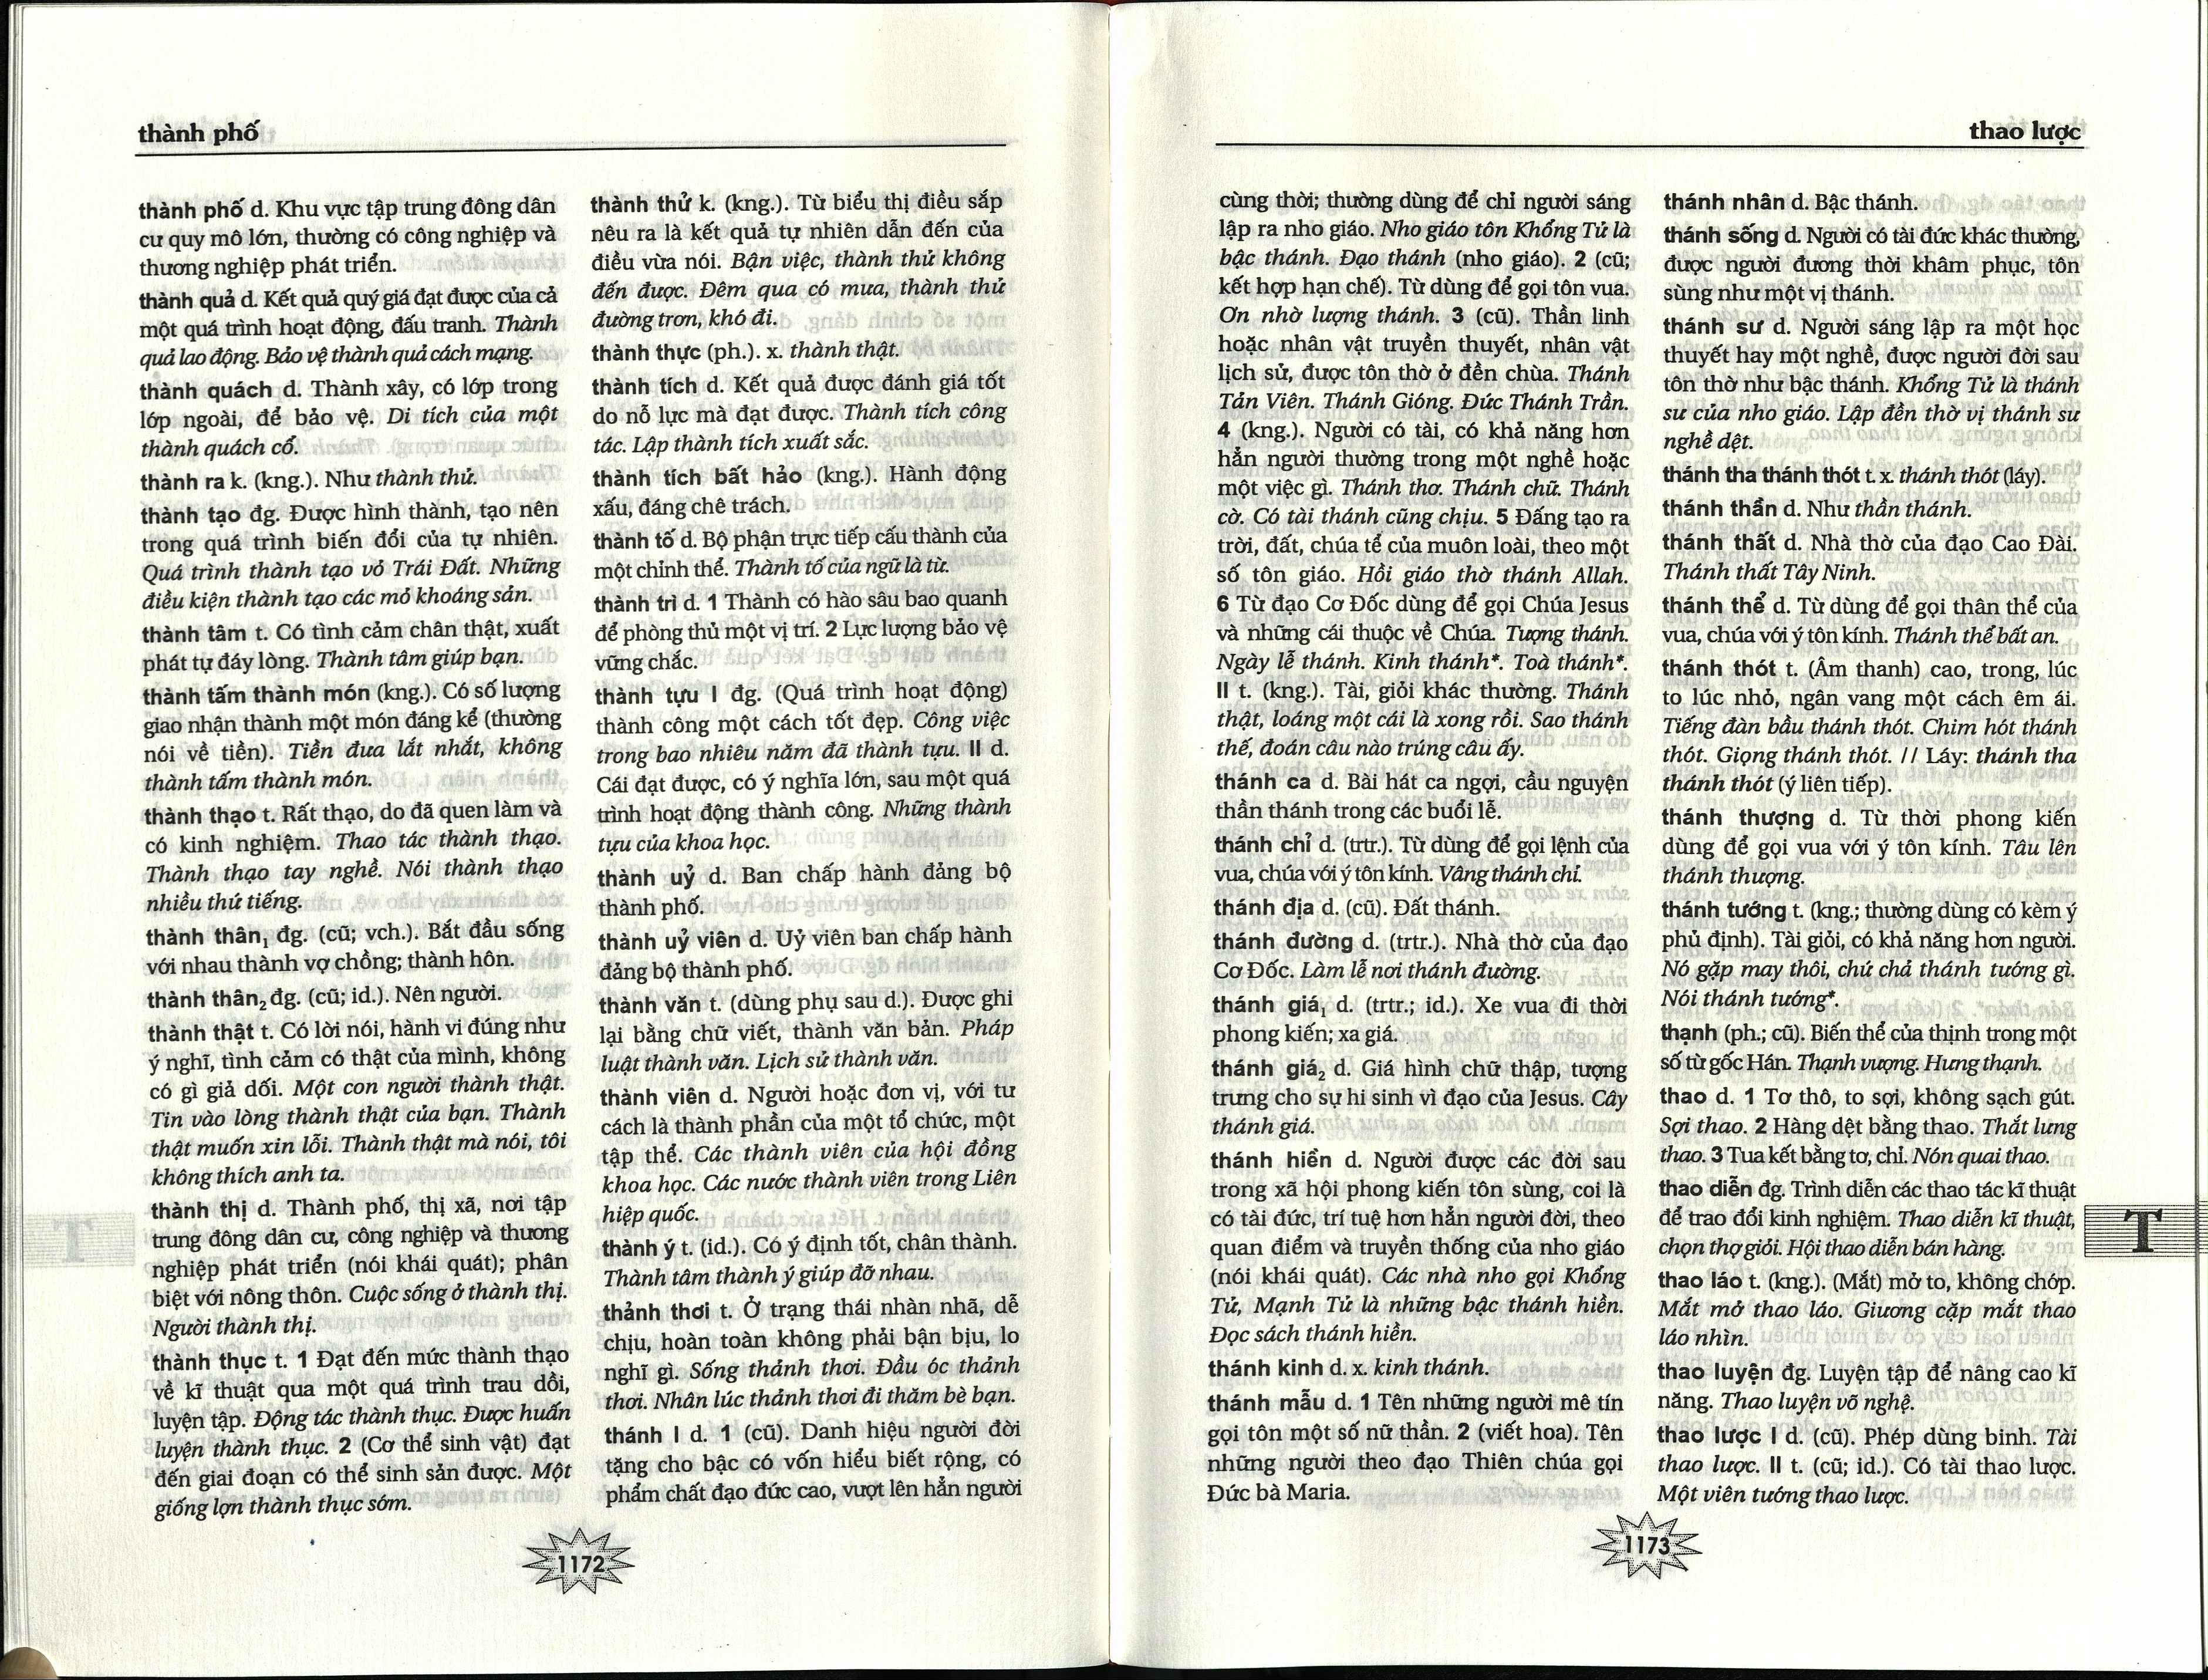 thành phố
thành phố d. Khu vực tập trung đông dân
cư quy mô lớn, thường có công nghiệp và
thương nghiệp phát triển.
thành quả d. Kết quả quý giá đạt được của cả
một quá trình hoạt động, đấu tranh. Thành
quả lao động. Bảo vệ thành quả cách mạng.
thành quách d. Thành xây, có lớp trong
lớp ngoài, để bảo vệ. Di tích của một
thành quách cổ.
thành ra k. (kng.). Như thành thử.
thành tạo đg. Được hình thành, tạo nên
trong quá trình biến đổi của tự nhiên.
Quá trình thành tạo vỏ Trái Đất. Những
điều kiện thành tạo các mỏ khoáng sản.
thành tâm t. Có tình cảm chân thật, xuất
phát tự đáy lòng. Thành tâm giúp bạn.
thành tấm thành món (kng.). Có số lượng
giao nhận thành một món đáng kể (thường
nói về tiền). Tiền đưa lắt nhắt, không
thành tấm thành món.
thành thạo t. Rất thạo, do đã quen làm và
có kinh nghiệm. Thao tác thành thạo.
Thành thạo tay nghề. Nói thành thạo
nhiều thứ tiếng.
thành thân₁ đg. (cũ; vch.). Bắt đầu sống
với nhau thành vợ chồng; thành hôn.
thành thân₂ đg. (cũ; id.). Nên người.
thành thật t. Có lời nói, hành vi đúng như
ý nghĩ, tình cảm có thật của mình, không
có gì giả dối. Một con người thành thật.
Tin vào lòng thành thật của bạn. Thành
thật muốn xin lỗi. Thành thật mà nói, tôi
không thích anh ta.
thành thị d. Thành phố, thị xã, nơi tập
trung đông dân cư, công nghiệp và thương
nghiệp phát triển (nói khái quát); phân
biệt với nông thôn. Cuộc sống ở thành thị.
Người thành thị.
thành thục t. 1 Đạt đến mức thành thạo
về kĩ thuật qua một quá trình trau dồi,
luyện tập. Động tác thành thục. Được huấn
luyện thành thục. 2 (Cơ thể sinh vật) đạt
đến giai đoạn có thể sinh sản được. Một
giống lợn thành thục sớm.
thành thử k. (kng.). Từ biểu thị điều sắp
nêu ra là kết quả tự nhiên dẫn đến của
điều vừa nói. Bận việc, thành thử không
đến được. Đêm qua có mưa, thành thử
đường trơn, khó đi.
thành thực (ph.). x. thành thật.
thành tích d. Kết quả được đánh giá tốt
do nỗ lực mà đạt được. Thành tích công
tác. Lập thành tích xuất sắc.
thành tích bất hảo (kng.). Hành động
xấu, đáng chê trách.
thành tố d. Bộ phận trực tiếp cấu thành của
một chỉnh thể. Thành tố của ngữ là từ.
thành trì d. 1 Thành có hào sâu bao quanh
để phòng thủ một vị trí. 2 Lực lượng bảo vệ
vững chắc.
thành tựu I đg. (Quá trình hoạt động)
thành công một cách tốt đẹp. Công việc
trong bao nhiêu năm đã thành tựu. II d.
Cái đạt được, có ý nghĩa lớn, sau một quá
trình hoạt động thành công. Những thành
tựu của khoa học.
thành uỷ d. Ban chấp hành đảng bộ
thành phố.
thành uỷ viên d. Uỷ viên ban chấp hành
đảng bộ thành phố.
thành văn t. (dùng phụ sau d.). Được ghi
lại bằng chữ viết, thành văn bản. Pháp
luật thành văn. Lịch sử thành văn.
thành viên d. Người hoặc đơn vị, với tư
cách là thành phần của một tổ chức, một
tập thể. Các thành viên của hội đồng
khoa học. Các nước thành viên trong Liên
hiệp quốc.
thành ý t. (id.). Có ý định tốt, chân thành.
Thành tâm thành ý giúp đỡ nhau.
thảnh thơi t. Ở trạng thái nhàn nhã, dễ
chịu, hoàn toàn không phải bận bịu, lo
nghĩ gì. Sống thảnh thơi. Đầu óc thảnh
thơi. Nhân lúc thảnh thơi đi thăm bè bạn.
thánh I d. 1 (cũ). Danh hiệu người đời
tặng cho bậc có vốn hiểu biết rộng, có
phẩm chất đạo đức cao, vượt lên hẳn người
1172
thao lược
cùng thời; thường dùng để chỉ người sáng
lập ra nho giáo. Nho giáo tôn Khổng Tử là
bậc thánh. Đạo thánh (nho giáo). 2 (cũ;
kết hợp hạn chế). Từ dùng để gọi tôn vua.
Ơn nhờ lượng thánh. 3 (cũ). Thần linh
hoặc nhân vật truyền thuyết, nhân vật
lịch sử, được tôn thờ ở đền chùa. Thánh
Tản Viên. Thánh Gióng. Đức Thánh Trần.
4 (kng.). Người có tài, có khả năng hơn
hẳn người thường trong một nghề hoặc
một việc gì. Thánh thơ. Thánh chữ. Thánh
cờ. Có tài thánh cũng chịu. 5 Đấng tạo ra
trời, đất, chúa tể của muôn loài, theo một
số tôn giáo. Hồi giáo thờ thánh Allah.
6 Từ đạo Cơ Đốc dùng để gọi Chúa Jesus
và những cái thuộc về Chúa. Tượng thánh.
Ngày lễ thánh. Kinh thánh*. Toà thánh*.
II t. (kng.). Tài, giỏi khác thường. Thánh
thật, loáng một cái là xong rồi. Sao thánh
thế, đoán câu nào trúng câu ấy.
thánh ca d. Bài hát ca ngợi, cầu nguyện
thần thánh trong các buổi lễ.
thánh chỉ d. (trtr.). Từ dùng để gọi lệnh của
vua, chúa với ý tôn kính. Vâng thánh chỉ.
thánh địa d. (cũ). Đất thánh.
thánh đường d. (trtr.). Nhà thờ của đạo
Cơ Đốc. Làm lễ nơi thánh đường.
thánh giá₁ d. (trtr.; id.). Xe vua đi thời
phong kiến; xa giá.
thánh giá₂ d. Giá hình chữ thập, tượng
trưng cho sự hi sinh vì đạo của Jesus. Cây
thánh giá.
thánh hiền d. Người được các đời sau
trong xã hội phong kiến tôn sùng, coi là
có tài đức, trí tuệ hơn hẳn người đời, theo
quan điểm và truyền thống của nho giáo
(nói khái quát). Các nhà nho gọi Khổng
Tử, Mạnh Tử là những bậc thánh hiền.
Đọc sách thánh hiền.
thánh kinh d. x. kinh thánh.
thánh mẫu d. 1 Tên những người mê tín
gọi tôn một số nữ thần. 2 (viết hoa). Tên
những người theo đạo Thiên chúa gọi
Đức bà Maria.
thánh nhân d. Bậc thánh.
thánh sống d. Người có tài đức khác thường,
được người đương thời khâm phục, tôn
sùng như một vị thánh.
thánh sư d. Người sáng lập ra một học
thuyết hay một nghề, được người đời sau
tôn thờ như bậc thánh. Khổng Tử là thánh
sư của nho giáo. Lập đền thờ vị thánh sư
nghề dệt.
thánh tha thánh thót t. x. thánh thót (láy).
thánh thần d. Như thần thánh.
thánh thất d. Nhà thờ của đạo Cao Đài.
Thánh thất Tây Ninh.
thánh thể d. Từ dùng để gọi thân thể của
vua, chúa với ý tôn kính. Thánh thể bất an.
thánh thót t. (Âm thanh) cao, trong, lúc
to lúc nhỏ, ngân vang một cách êm ái.
Tiếng đàn bầu thánh thót. Chim hót thánh
thót. Giọng thánh thót. // Láy: thánh tha
thánh thót (ý liên tiếp).
thánh thượng d. Từ thời phong kiến
dùng để gọi vua với ý tôn kính. Tâu lên
thánh thượng.
thánh tướng t. (kng.; thường dùng có kèm ý
phủ định). Tài giỏi, có khả năng hơn người.
Nó gặp may thôi, chứ chả thánh tướng gì.
Nói thánh tướng*.
thạnh (ph.; cũ). Biến thể của thịnh trong một
số từ gốc Hán. Thạnh vượng. Hưng thạnh.
thao d. 1 Tơ thô, to sợi, không sạch gút.
Sợi thao. 2 Hàng dệt bằng thao. Thắt lưng
thao. 3 Tua kết bằng tơ, chỉ. Nón quai thao.
thao diễn đg. Trình diễn các thao tác kĩ thuật
để trao đổi kinh nghiệm. Thao diễn kĩ thuật,
chọn thợ giỏi. Hội thao diễn bán hàng.
thao láo t. (kng.). (Mắt) mở to, không chớp.
Mắt mở thao láo. Giương cặp mắt thao
láo nhìn.
thao luyện đg. Luyện tập để nâng cao kĩ
năng. Thao luyện võ nghệ.
thao lược I d. (cũ). Phép dùng binh. Tài
thao lược. II t. (cũ; id.). Có tài thao lược.
Một viên tướng thao lược.
T
1173